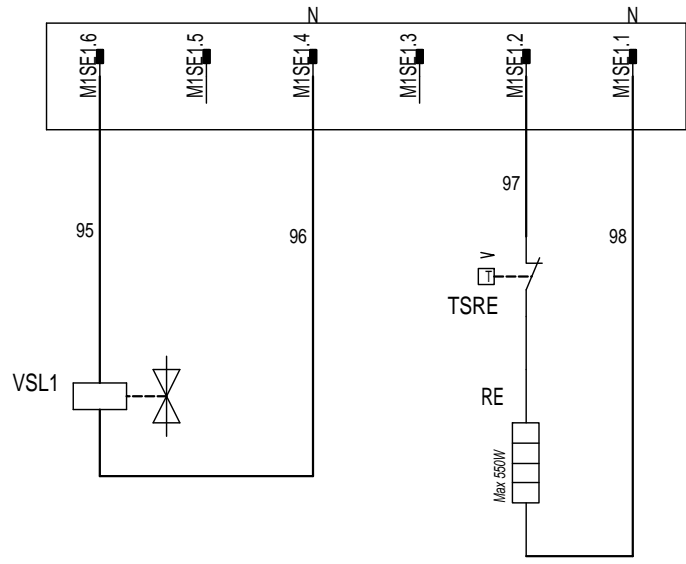 N
N
M1SE1.6
M1SE1.5
M1SE1.4
M1SE1.3
M1SE1.2
M1SE1.1
97
95
96
98
V
T
TSRE
VSL1
RE
Max 550W